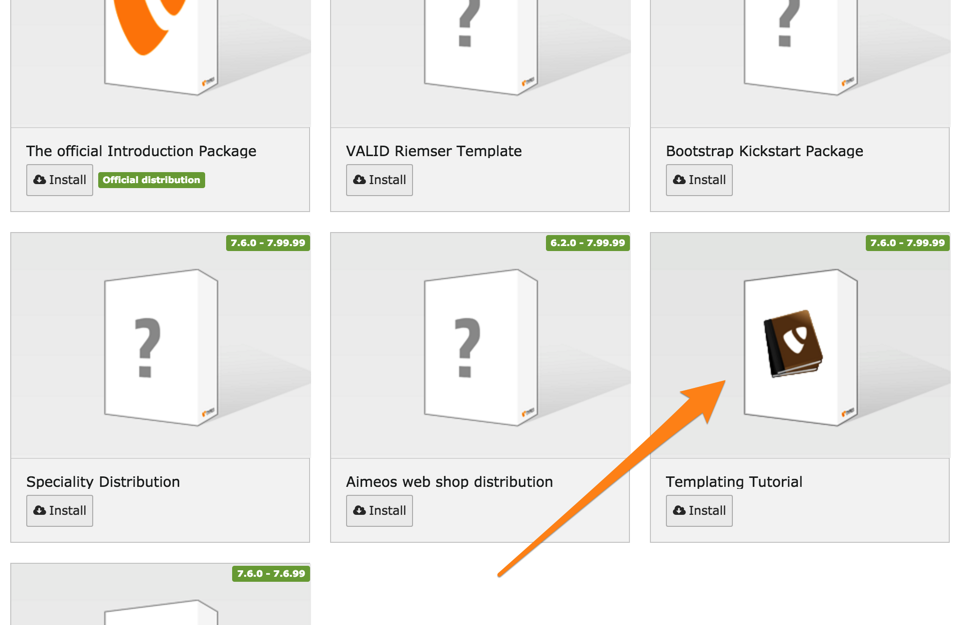 The official Introduction Package
VALID Riemser Template
Bootstrap Kickstart Package
Install Official distribution
Install
Install
7.6.0 - 7.99.99
6.2.0 - 7.99.99
7.6.0 - 7.99.99
?
?
Speciality Distribution
Aimeos web shop distribution
Templating Tutorial
Install
Install
Install
7.6.0 - 7.6.99